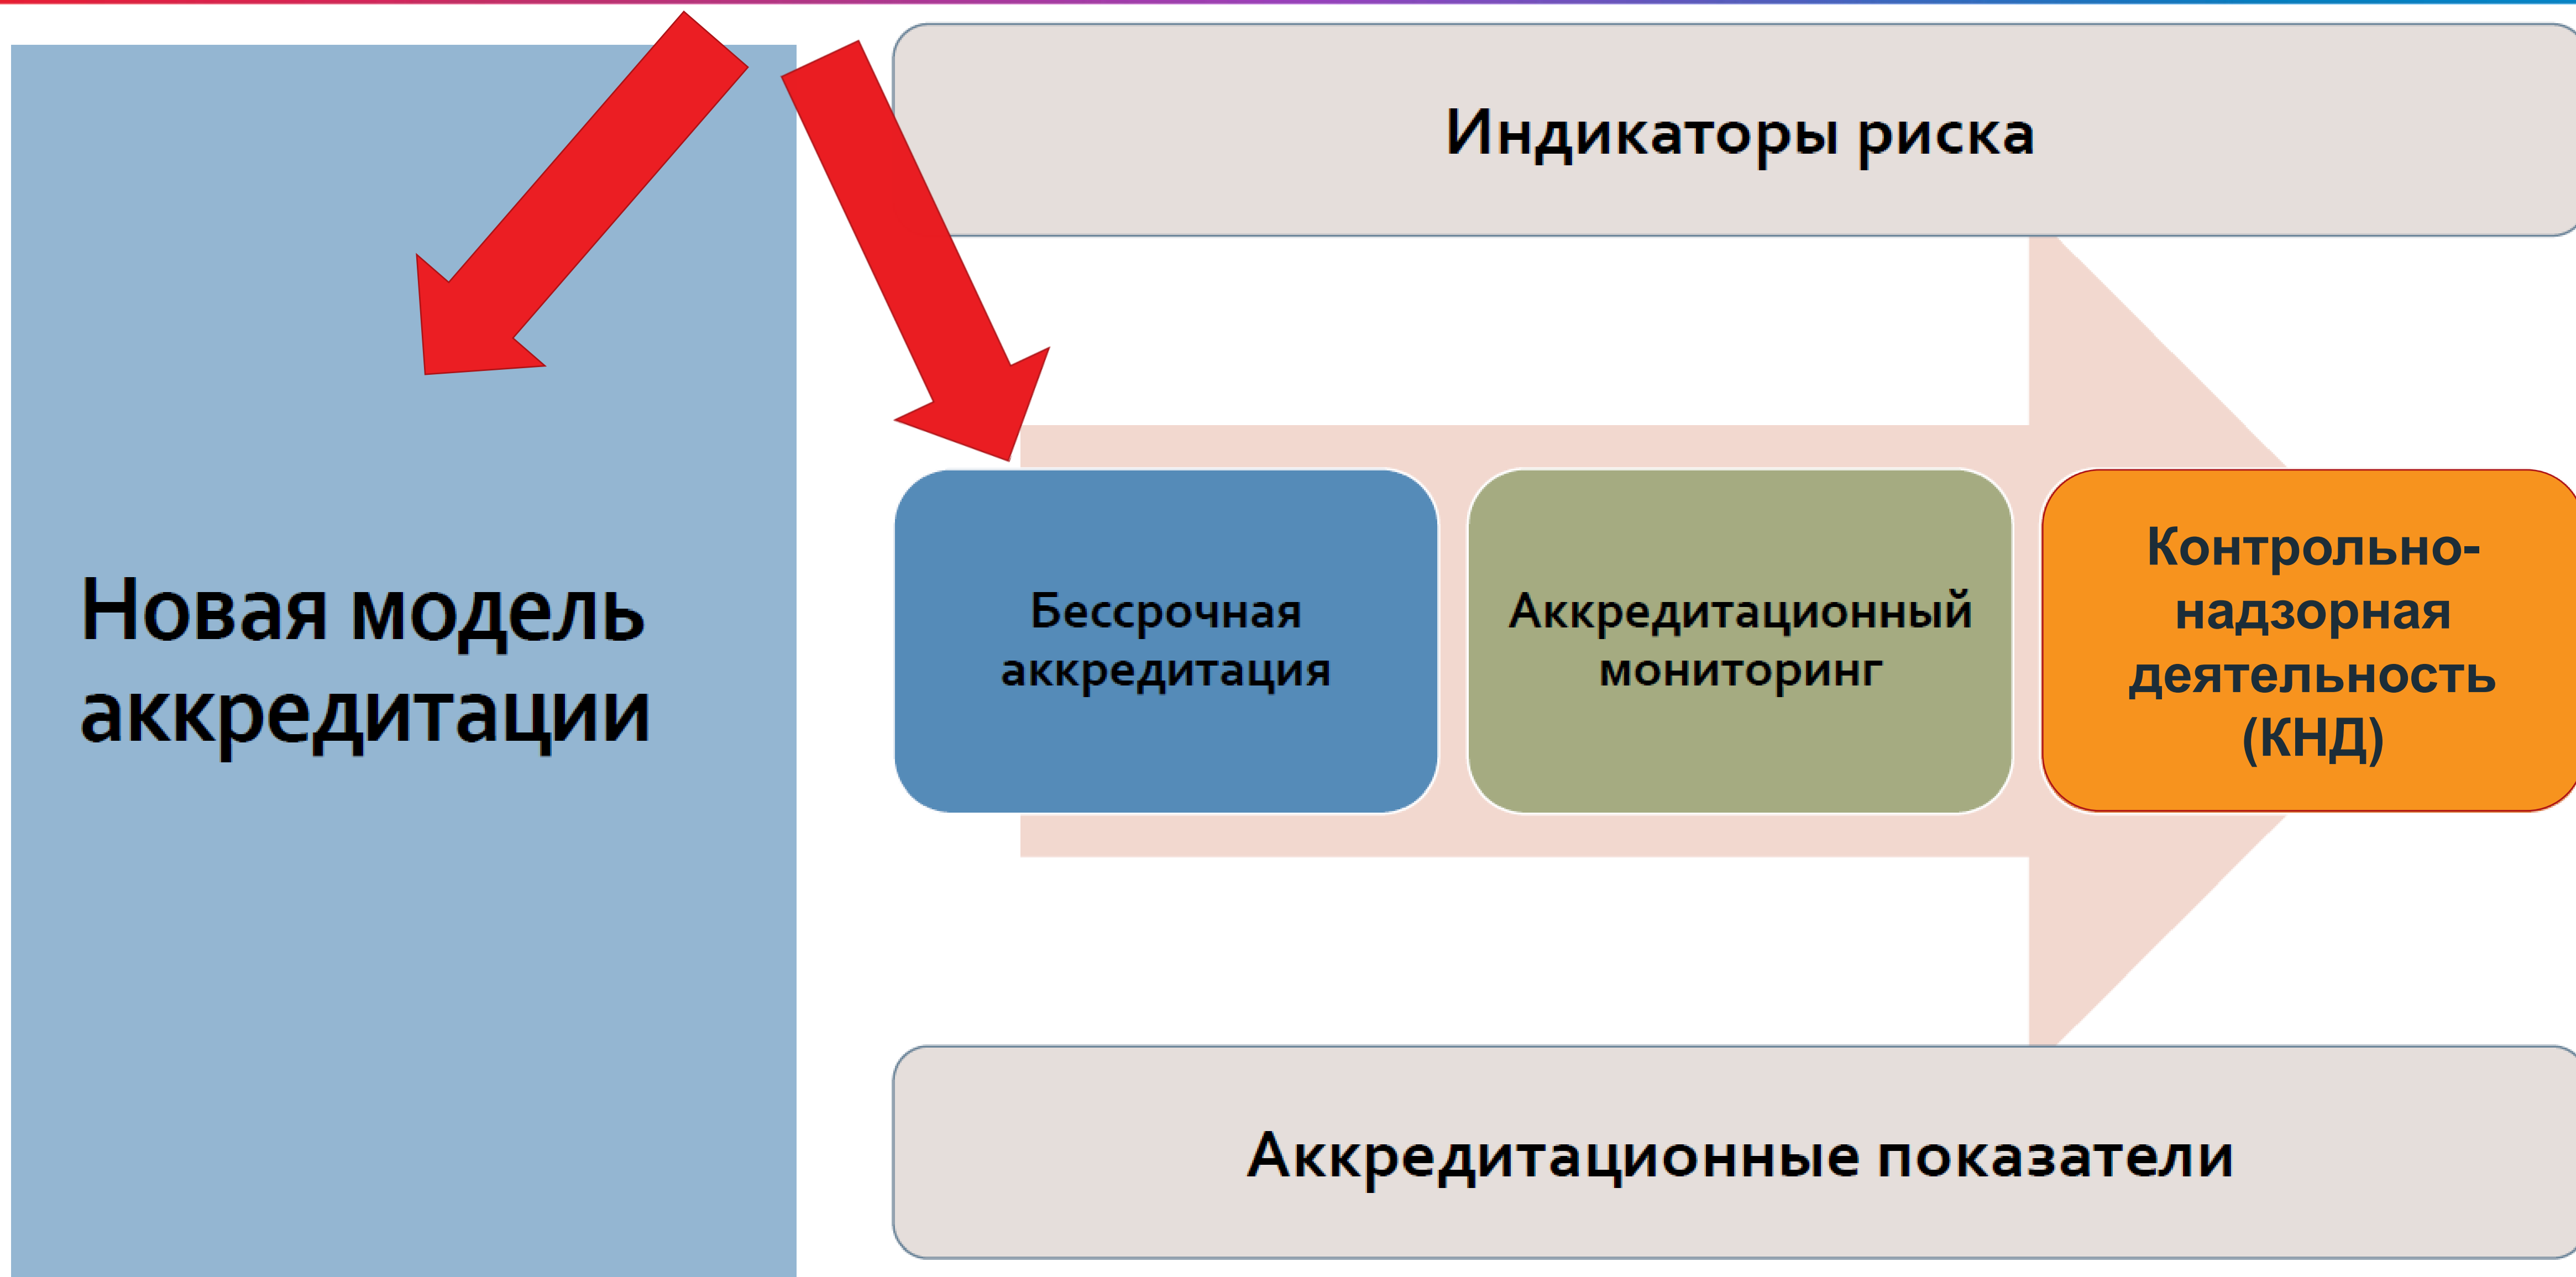 Индикаторы риска
Новая модель
аккредитации
Бессрочная
аккредитация
Аккредитационный
мониторинг
Контрольно-
надзорная
деятельность
(КНД)
Аккредитационные показатели